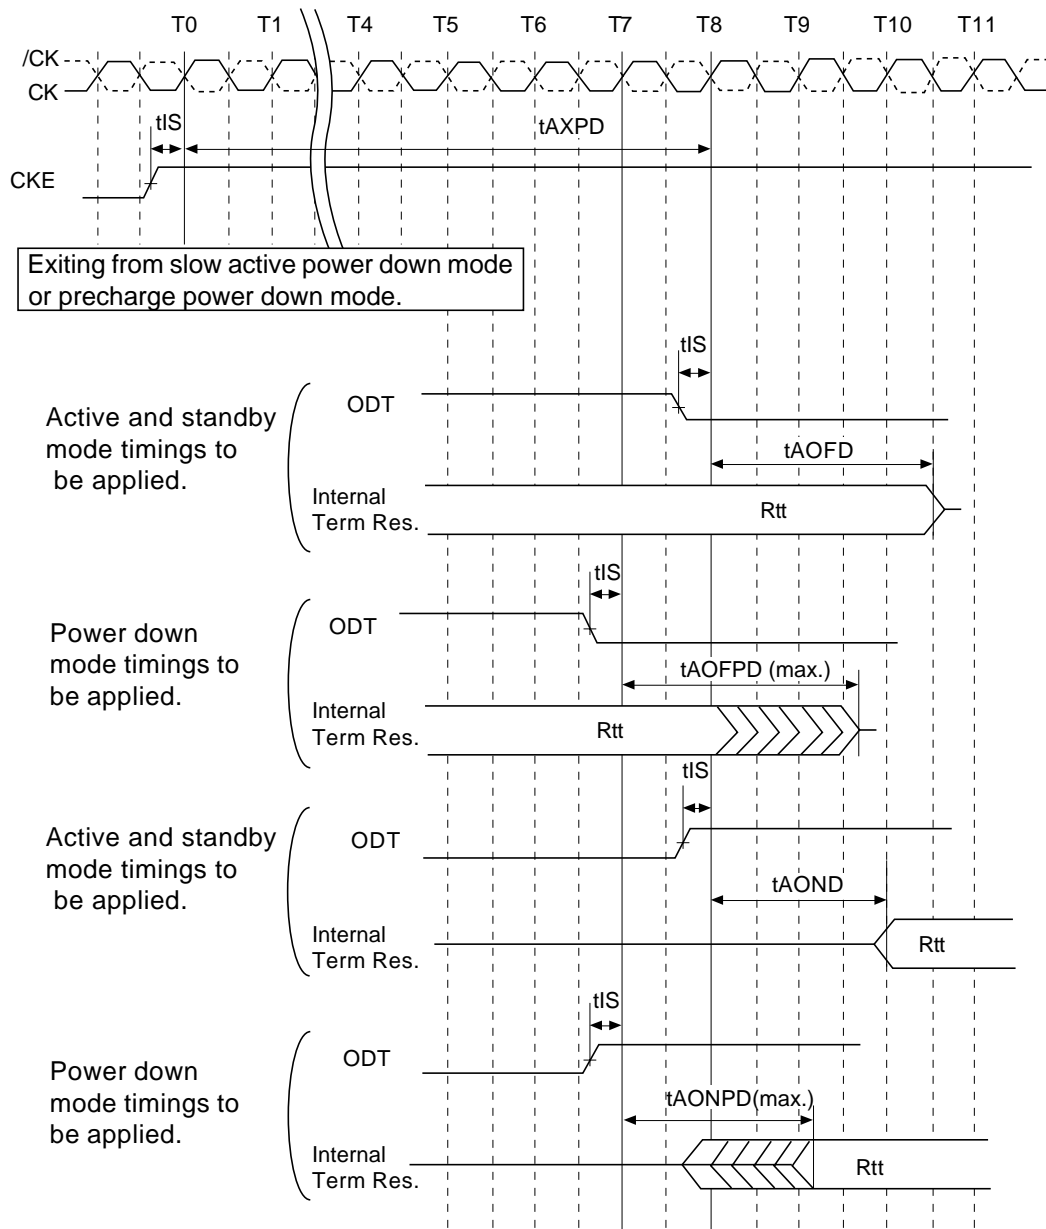 T0 T1 T4 T5 T6 T7 T8 T9 T10 T11
/CK
CK
tIS
tAXPD
CKE
Exiting from slow active power down mode
or precharge power down mode.
tIS
ODT
Active and standby
mode timings to
be applied.
tAOFD
Internal
Term Res.
Rtt
tIS
ODT
Power down
mode timings to
be applied.
tAOFPD (max.)
Internal
Term Res.
Rtt
tIS
ODT
Active and standby
mode timings to
be applied.
tAOND
Internal
Term Res.
Rtt
tIS
ODT
Power down
mode timings to
be applied.
tAONPD(max.)
Internal
Term Res.
Rtt